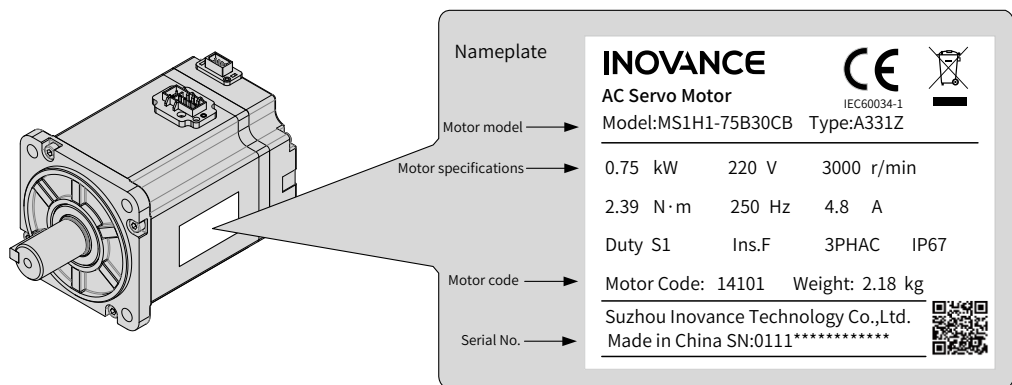 Nameplate
INOVANCE
CE
AC Servo Motor
IEC60034-1
Motor model
Model:MS1H1-75B30CB Type:A331Z
Motor specifications
0.75 kW 220 V 3000 r/min
2.39 N·m 250 Hz 4.8 A
Duty S1 Ins.F 3PHAC IP67
Motor code
Motor Code: 14101 Weight: 2.18 kg
Suzhou Inovance Technology Co.,Ltd.
Serial No.
Made in China SN:0111************